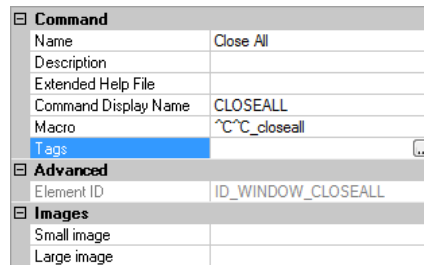 Command
Name Close All
Description
Extended Help File
Command Display Name CLOSEALL
Macro ^C^C_closeall
Tags ...
Advanced
Element ID ID_WINDOW_CLOSEALL
Images
Small image
Large image